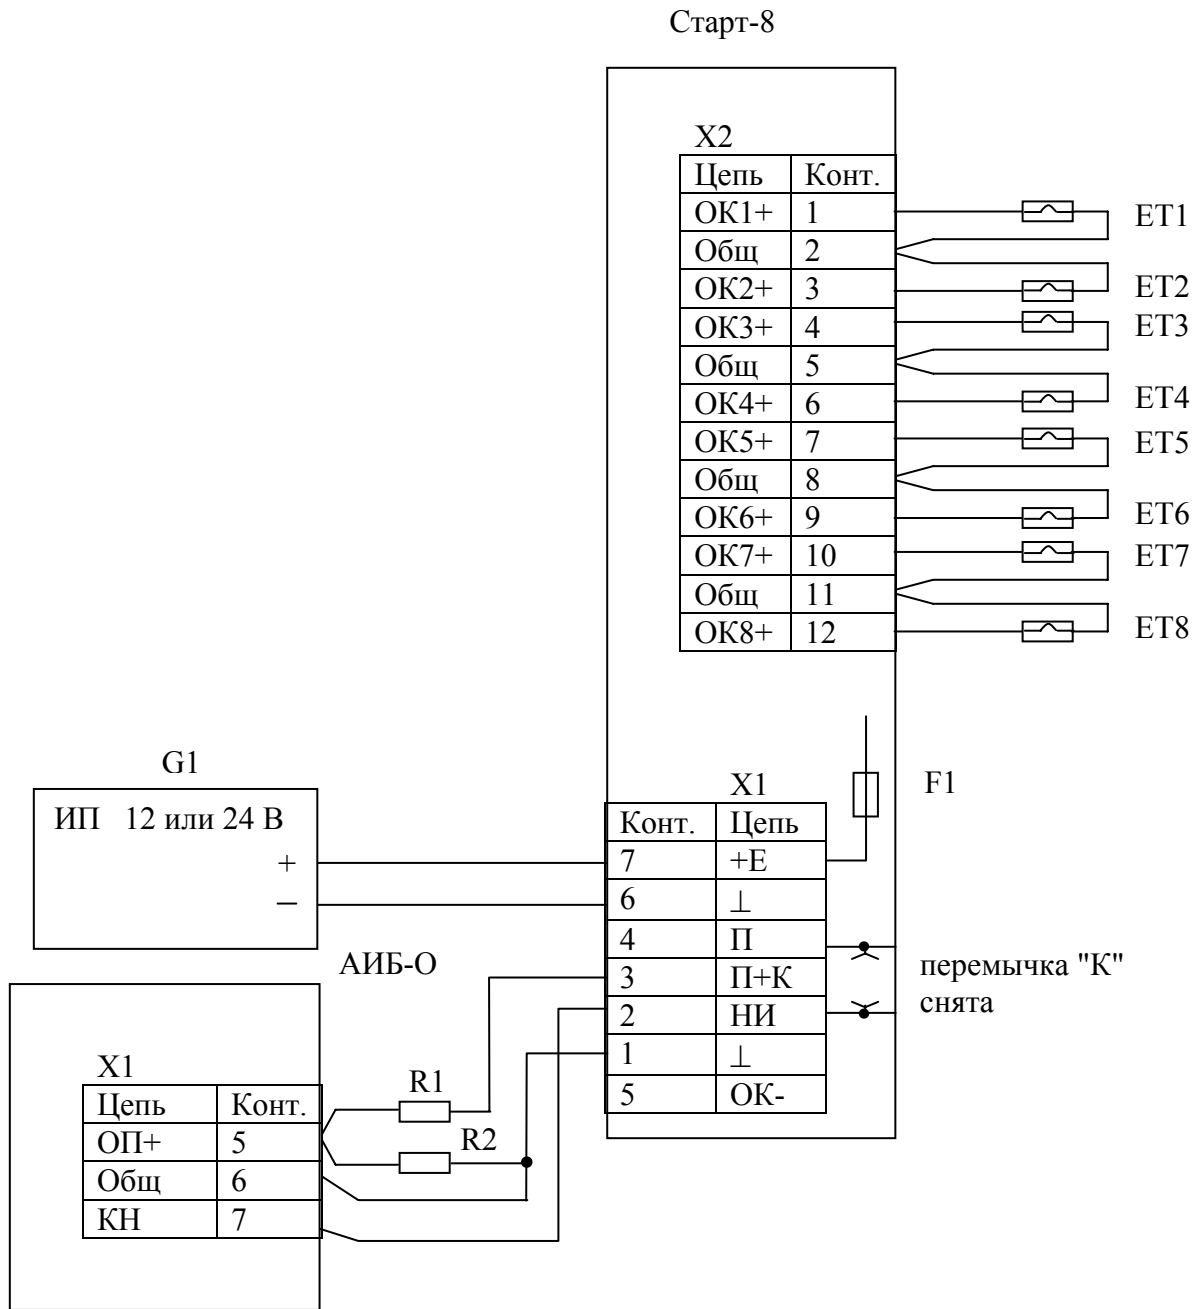 Старт-8
X2
Цепь Конт.
ОК1+ 1
Общ 2
ОК2+ 3
ОК3+ 4
Общ 5
ОК4+ 6
ОК5+ 7
Общ 8
ОК6+ 9
ОК7+ 10
Общ 11
ОК8+ 12
ET1
ET2
ET3
ET4
ET5
ET6
ET7
ET8
G1
ИП 12 или 24 В
+
–
X1
F1
Конт. Цепь
7 +E
6 ⊥
4 П
3 П+К
2 НИ
1 ⊥
5 ОК-
перемычка "К"
снята
АИБ-О
X1
Цепь Конт.
ОП+ 5
Общ 6
КН 7
R1
R2